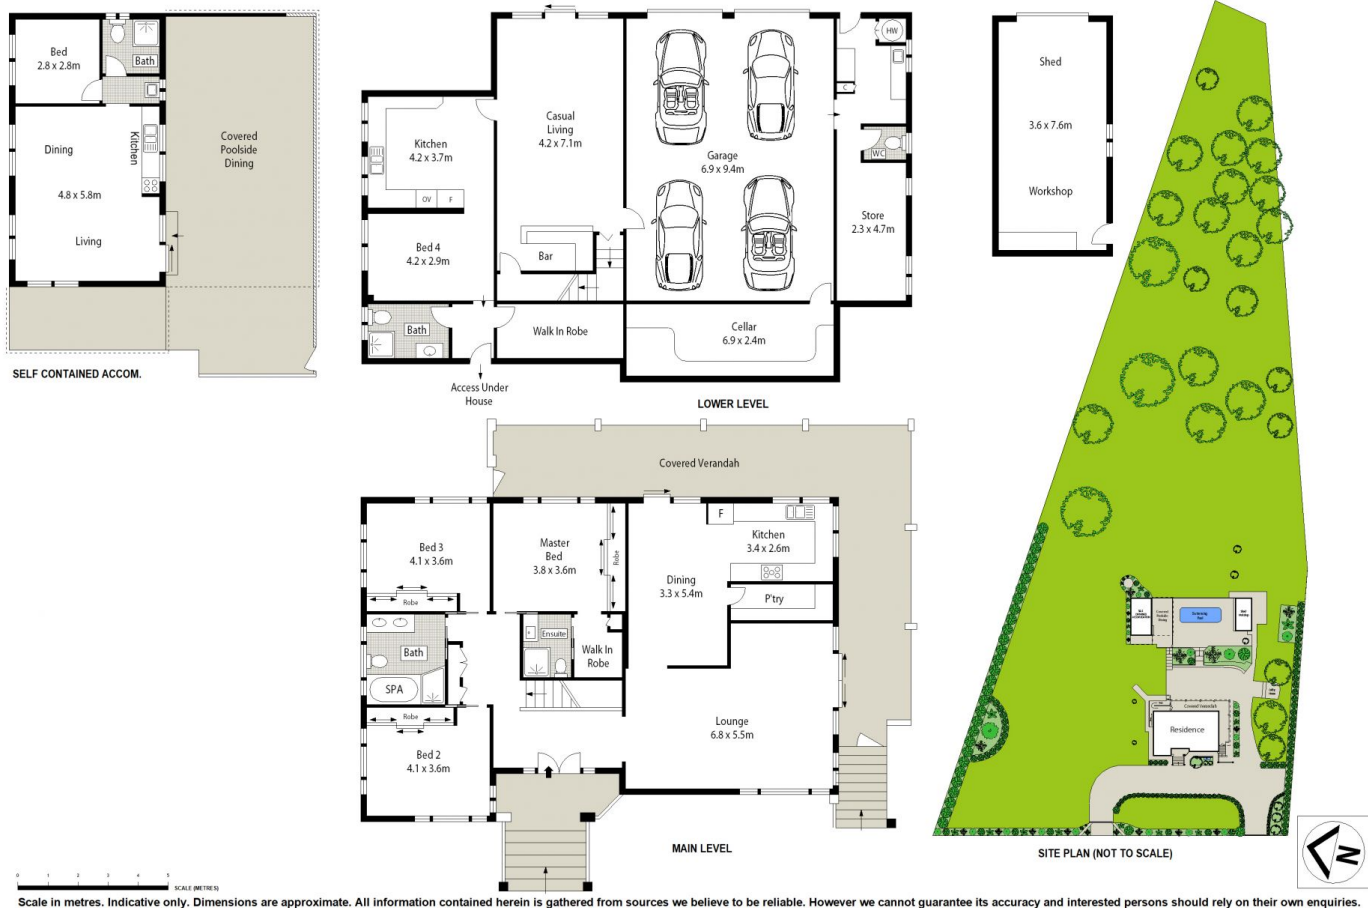 Bed
2.8 x 2.8m
Bath
Dining
Kitchen
4.8 x 5.8m
Living
Covered
Poolside
Dining
SELF CONTAINED ACCOM.
Kitchen
4.2 x 3.7m
OV
F
Casual
Living
4.2 x 7.1m
Garage
6.9 x 9.4m
HW
C
WC
Store
2.3 x 4.7m
Bed 4
4.2 x 2.9m
Bar
Bath
Walk In Robe
Cellar
6.9 x 2.4m
Access Under
House
LOWER LEVEL
Shed
3.6 x 7.6m
Workshop
Covered Verandah
Bed 3
4.1 x 3.6m
Robe
Master
Bed
3.8 x 3.6m
Robe
F
Kitchen
3.4 x 2.6m
Dining
3.3 x 5.4m
P'try
Bath
SPA
Ensuite
Walk In
Robe
Robe
Bed 2
4.1 x 3.6m
Lounge
6.8 x 5.5m
MAIN LEVEL
Covered Verandah
Residence
SITE PLAN (NOT TO SCALE)
N
0 1 2 3 4 5
SCALE (METRES)
Scale in metres. Indicative only. Dimensions are approximate. All information contained herein is gathered from sources we believe to be reliable. However we cannot guarantee its accuracy and interested persons should rely on their own enquiries.